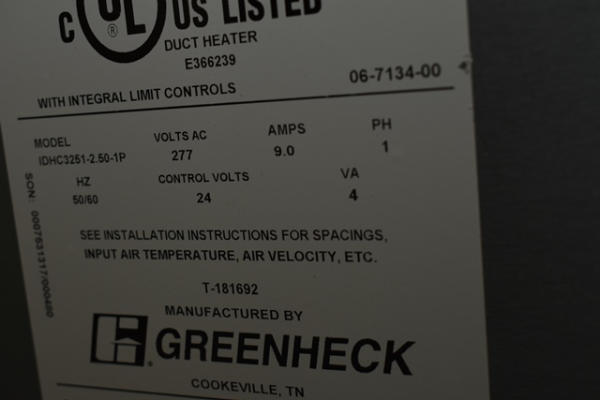 C UL ® US LISTED
DUCT HEATER
E366239
WITH INTEGRAL LIMIT CONTROLS 06-7134-00
MODEL VOLTS AC AMPS PH
IDHC3251-2.50-1P 277 9.0 1
HZ CONTROL VOLTS VA
50/60 24 4
SEE INSTALLATION INSTRUCTIONS FOR SPACINGS,
INPUT AIR TEMPERATURE, AIR VELOCITY, ETC.
T-181692
MANUFACTURED BY
GREENHECK
COOKEVILLE, TN
SON: